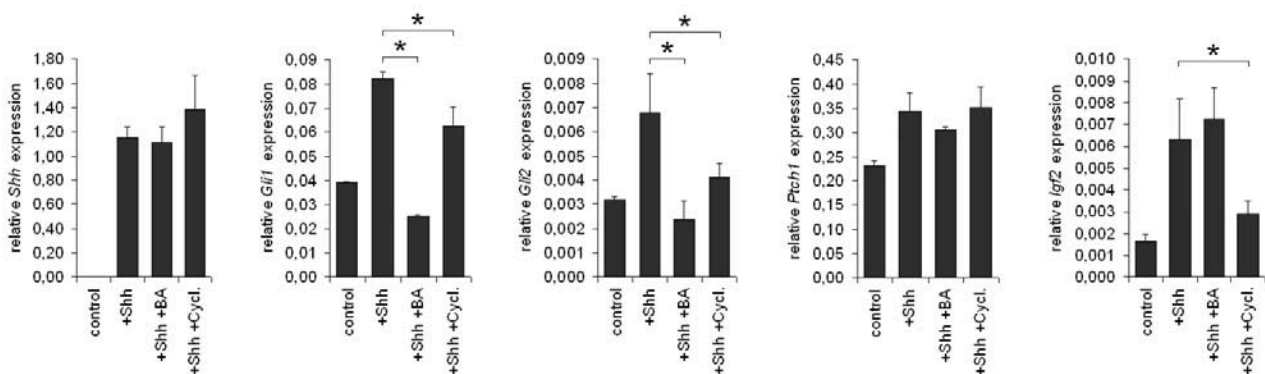 relative Shh expression
1,80
1,60
1,40
1,20
1,00
0,80
0,60
0,40
0,20
0,00
control
+Shh
+Shh +BA
+Shh +Cycl.
*
*
relative Gli1 expression
0,09
0,08
0,07
0,06
0,05
0,04
0,03
0,02
0,01
0,00
control
+Shh
+Shh +BA
+Shh +Cycl.
*
*
relative Gli2 expression
0,009
0,008
0,007
0,006
0,005
0,004
0,003
0,002
0,001
0,000
control
+Shh
+Shh +BA
+Shh +Cycl.
relative Ptch1 expression
0,45
0,40
0,35
0,30
0,25
0,20
0,15
0,10
0,05
0,00
control
+Shh
+Shh +BA
+Shh +Cycl.
*
relative Igf2 expression
0,010
0,009
0,008
0,007
0,006
0,005
0,004
0,003
0,002
0,001
0,000
control
+Shh
+Shh +BA
+Shh +Cycl.